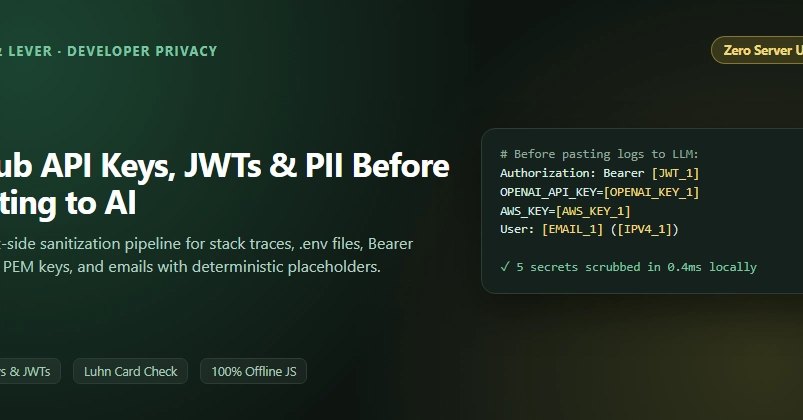 & LEVER · DEVELOPER PRIVACY
Zero Server U
ub API Keys, JWTs & PII Before
ting to AI
-side sanitization pipeline for stack traces, .env files, Bearer
PEM keys, and emails with deterministic placeholders.
# Before pasting logs to LLM:
Authorization: Bearer [JWT_1]
OPENAI_API_KEY=[OPENAI_KEY_1]
AWS_KEY=[AWS_KEY_1]
User: [EMAIL_1] ([IPV4_1])
✓ 5 secrets scrubbed in 0.4ms locally
s & JWTs
Luhn Card Check
100% Offline JS